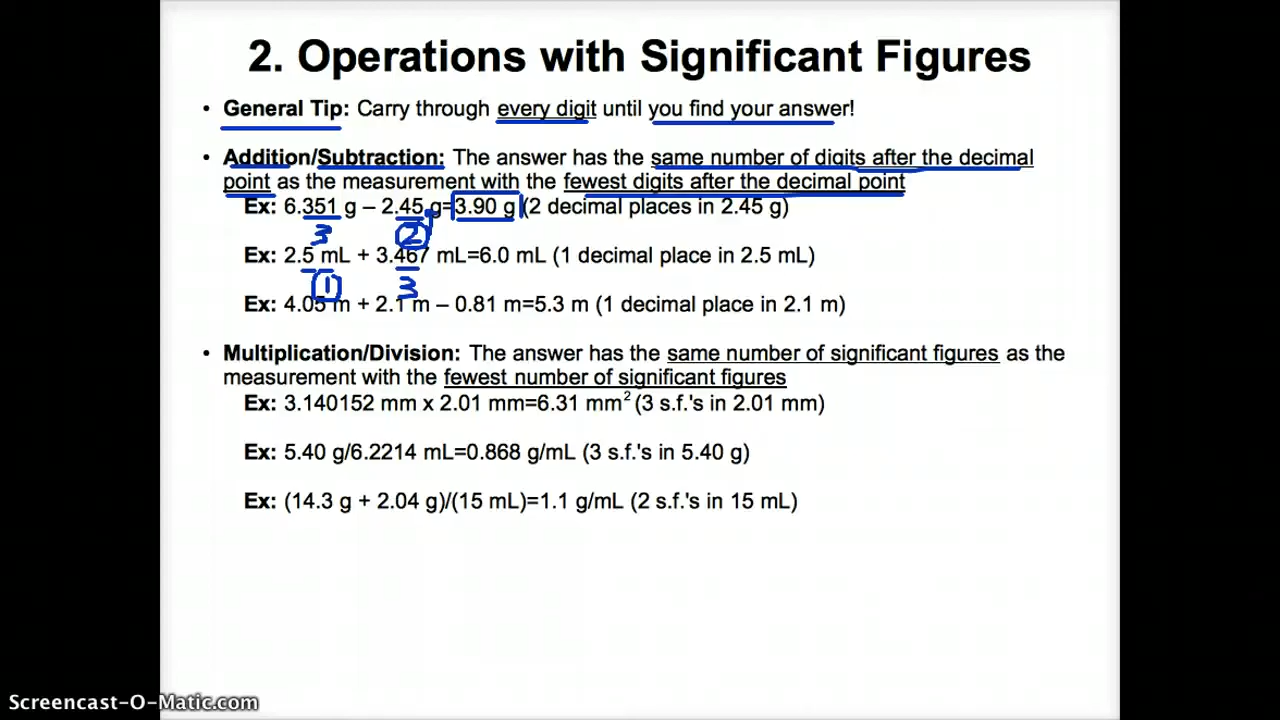 2. Operations with Significant Figures
• General Tip: Carry through every digit until you find your answer!
• Addition/Subtraction: The answer has the same number of digits after the decimal
point as the measurement with the fewest digits after the decimal point
Ex: 6.351 g – 2.45 g=3.90 g (2 decimal places in 2.45 g)
3 2
Ex: 2.5 mL + 3.467 mL=6.0 mL (1 decimal place in 2.5 mL)
1 3
Ex: 4.05 m + 2.1 m – 0.81 m=5.3 m (1 decimal place in 2.1 m)
• Multiplication/Division: The answer has the same number of significant figures as the
measurement with the fewest number of significant figures
Ex: 3.140152 mm x 2.01 mm=6.31 mm² (3 s.f.'s in 2.01 mm)
Ex: 5.40 g/6.2214 mL=0.868 g/mL (3 s.f.'s in 5.40 g)
Ex: (14.3 g + 2.04 g)/(15 mL)=1.1 g/mL (2 s.f.'s in 15 mL)
Screencast-O-Matic.com